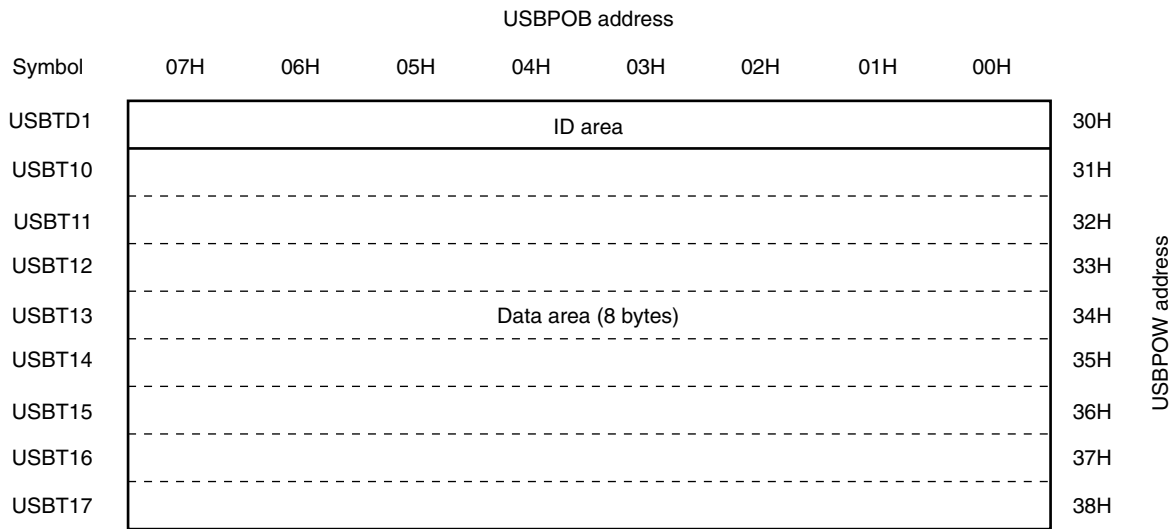 USBPOB address
Symbol 07H 06H 05H 04H 03H 02H 01H 00H
USBTD1 ID area 30H
USBT10 31H
USBT11 32H
USBT12 33H
USBT13 Data area (8 bytes) 34H
USBT14 35H
USBT15 36H
USBT16 37H
USBT17 38H
USBPOW address